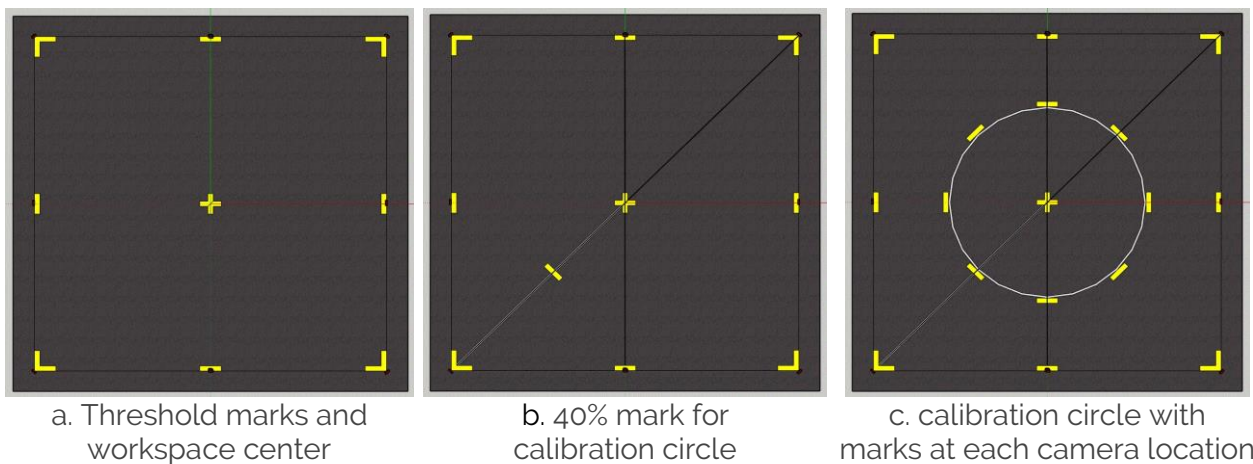 a. Threshold marks and
workspace center
b. 40% mark for
calibration circle
c. calibration circle with
marks at each camera location